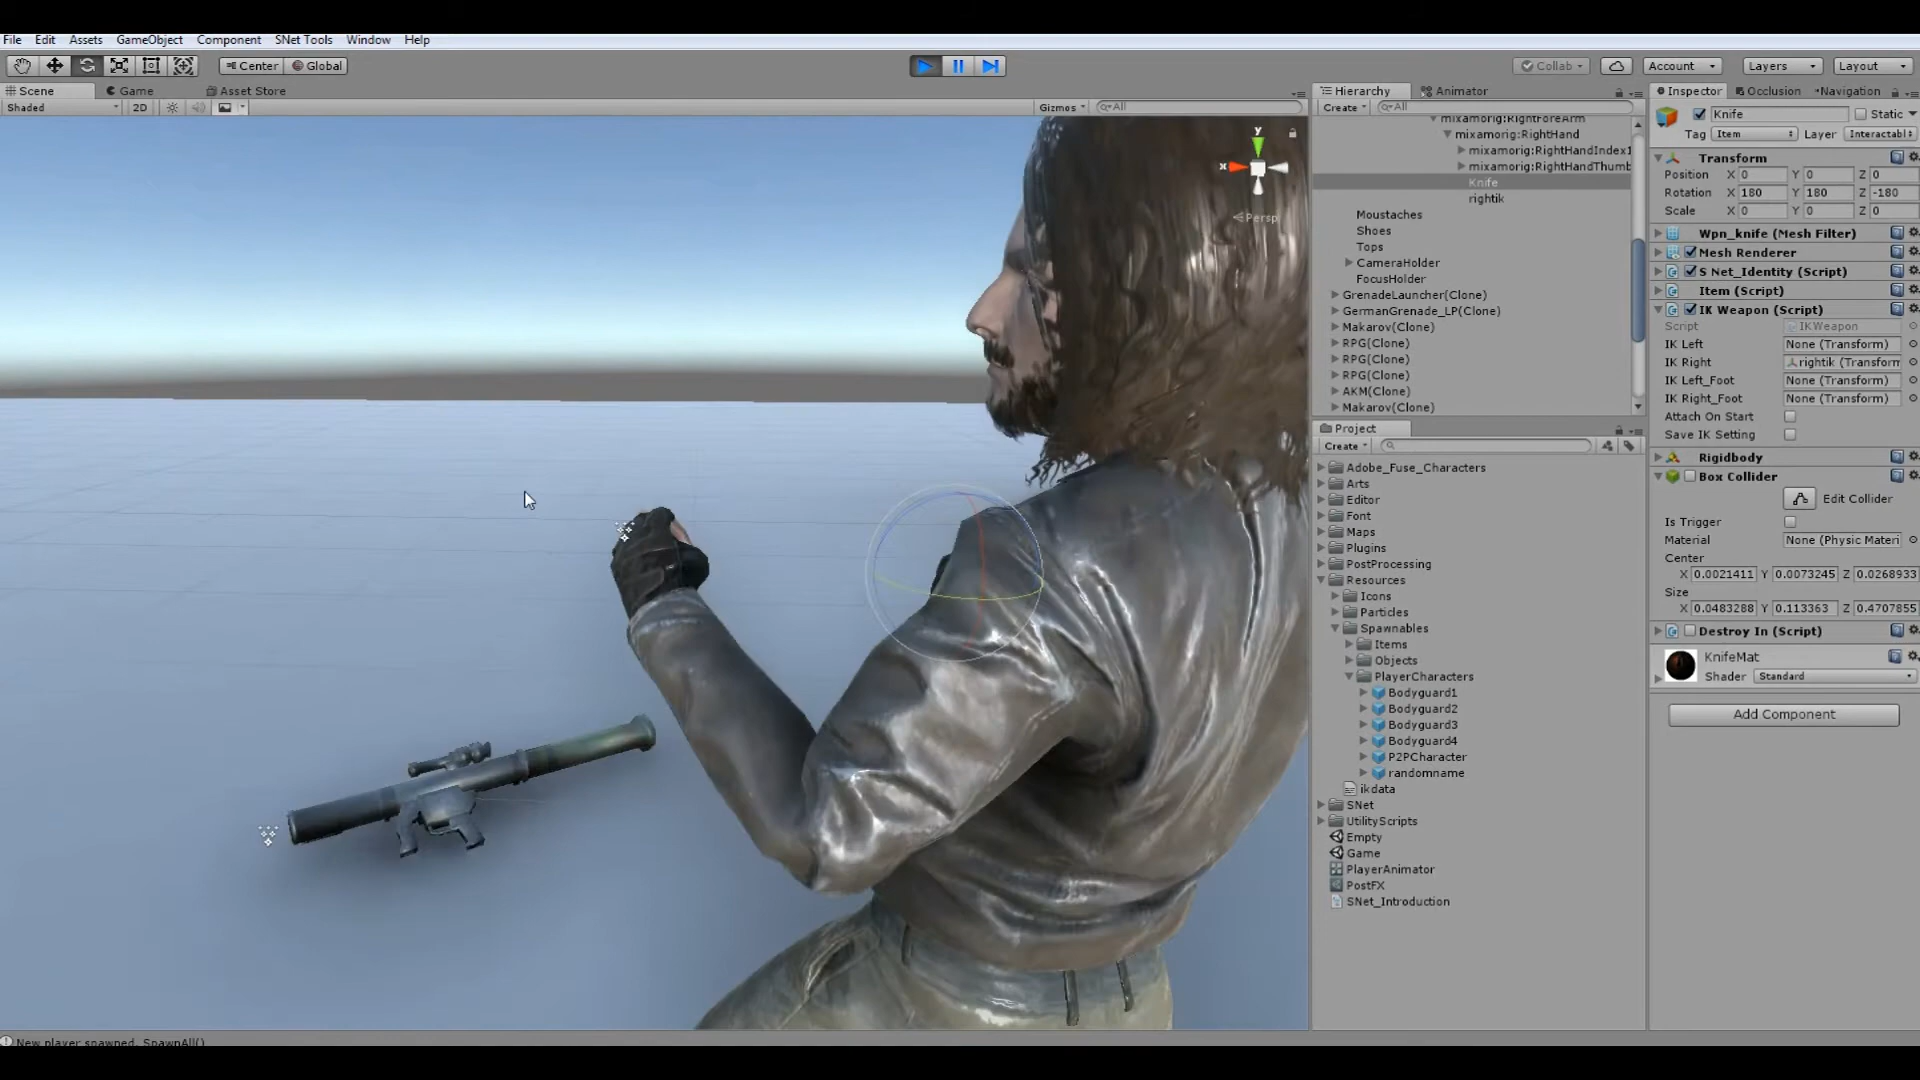 File Edit Assets GameObject Component SNet Tools Window Help
Center Global Collab Account Layers Layout
Scene Game Asset Store
Shaded 2D Gizmos All
y
x
Persp
Hierarchy Animator
Create All
mixamorig:RightForeArm
mixamorig:RightHand
mixamorig:RightHandIndex1
mixamorig:RightHandThumb
Knife
rightik
Moustaches
Shoes
Tops
CameraHolder
FocusHolder
GrenadeLauncher(Clone)
GermanGrenade_LP(Clone)
Makarov(Clone)
RPG(Clone)
RPG(Clone)
RPG(Clone)
AKM(Clone)
Makarov(Clone)
Project
Create
Adobe_Fuse_Characters
Arts
Editor
Font
Maps
Plugins
PostProcessing
Resources
Icons
Particles
Spawnables
Items
Objects
PlayerCharacters
Bodyguard1
Bodyguard2
Bodyguard3
Bodyguard4
P2PCharacter
randomname
ikdata
SNet
UtilityScripts
Empty
Game
PlayerAnimator
PostFX
SNet_Introduction
Inspector Occlusion Navigation
Knife Static
Tag Item Layer Interactabl
Transform
Position X 0 Y 0 Z 0
Rotation X 180 Y 180 Z -180
Scale X 0 Y 0 Z 0
Wpn_knife (Mesh Filter)
Mesh Renderer
S Net_Identity (Script)
Item (Script)
IK Weapon (Script)
Script IKWeapon
IK Left None (Transform)
IK Right rightik (Transform
IK Left_Foot None (Transform)
IK Right_Foot None (Transform)
Attach On Start
Save IK Setting
Rigidbody
Box Collider
Edit Collider
Is Trigger
Material None (Physic Materi
Center
X 0.0021411 Y 0.0073245 Z 0.0268933
Size
X 0.0483288 Y 0.113363 Z 0.4707855
Destroy In (Script)
KnifeMat
Shader Standard
Add Component
New player spawned. SpawnAll()